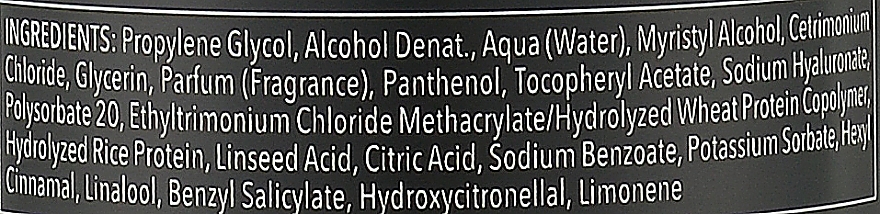 INGREDIENTS: Propylene Glycol, Alcohol Denat., Aqua (Water), Myristyl Alcohol, Cetrimonium
Chloride, Glycerin, Parfum (Fragrance), Panthenol, Tocopheryl Acetate, Sodium Hyaluronate,
Polysorbate 20, Ethyltrimonium Chloride Methacrylate/Hydrolyzed Wheat Protein Copolymer,
Hydrolyzed Rice Protein, Linseed Acid, Citric Acid, Sodium Benzoate, Potassium Sorbate, Hexyl
Cinnamal, Linalool, Benzyl Salicylate, Hydroxycitronellal, Limonene